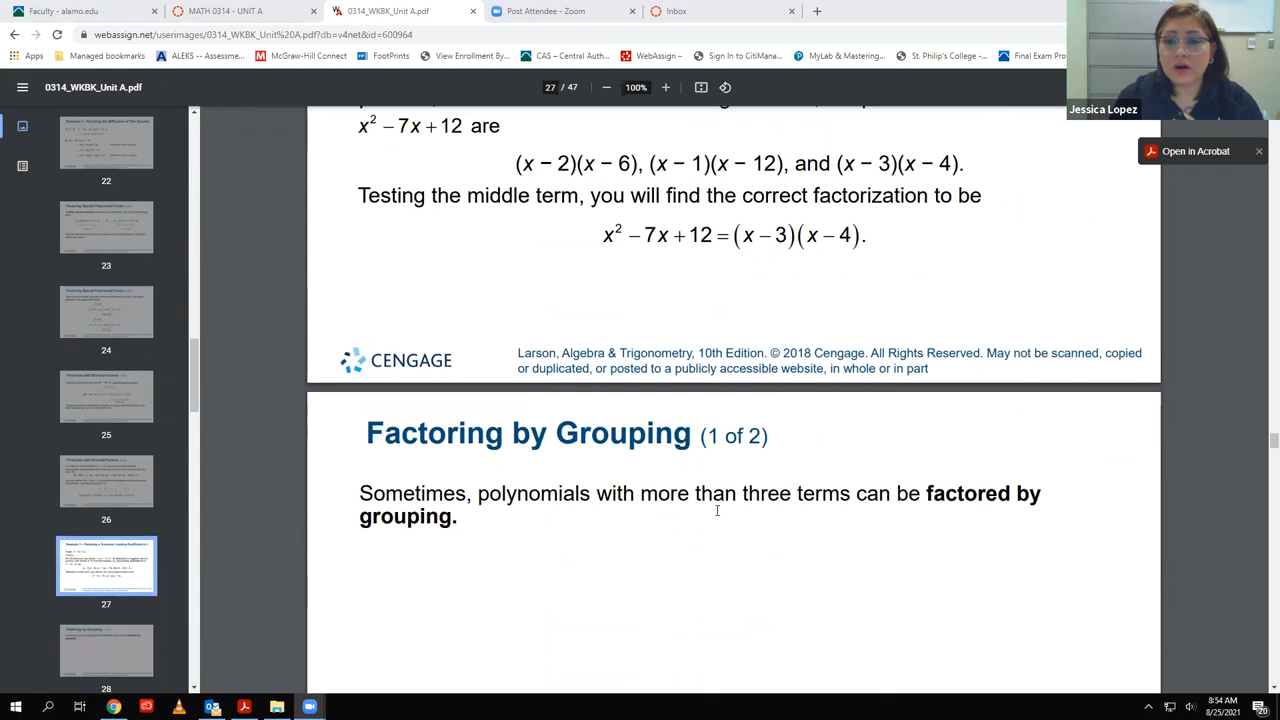 Faculty - alamo.edu
MATH 0314 - UNIT A
0314_WKBK_Unit A.pdf
Post Attendee - Zoom
Inbox
webassign.net/userimages/0314_WKBK_Unit%20A.pdf?db=v4net&id=600964
Apps
Managed bookmarks
ALEKS -- Assessme...
McGraw-Hill Connect
FootPrints
View Enrollment By...
CAS – Central Auth...
WebAssign –
Sign In to CitiMana...
MyLab & Mastering...
St. Philip's College -...
Final Exam Pro
0314_WKBK_Unit A.pdf
27 / 47
100%
Jessica Lopez
Open in Acrobat
x² − 7x + 12 are
(x − 2)(x − 6), (x − 1)(x − 12), and (x − 3)(x − 4).
Testing the middle term, you will find the correct factorization to be
x² − 7x + 12 = (x − 3)(x − 4).
CENGAGE
Larson, Algebra & Trigonometry, 10th Edition. © 2018 Cengage. All Rights Reserved. May not be scanned, copied
or duplicated, or posted to a publicly accessible website, in whole or in part
Factoring by Grouping (1 of 2)
Sometimes, polynomials with more than three terms can be factored by
grouping.
22
23
24
25
26
27
28
8:54 AM
8/25/2021
20